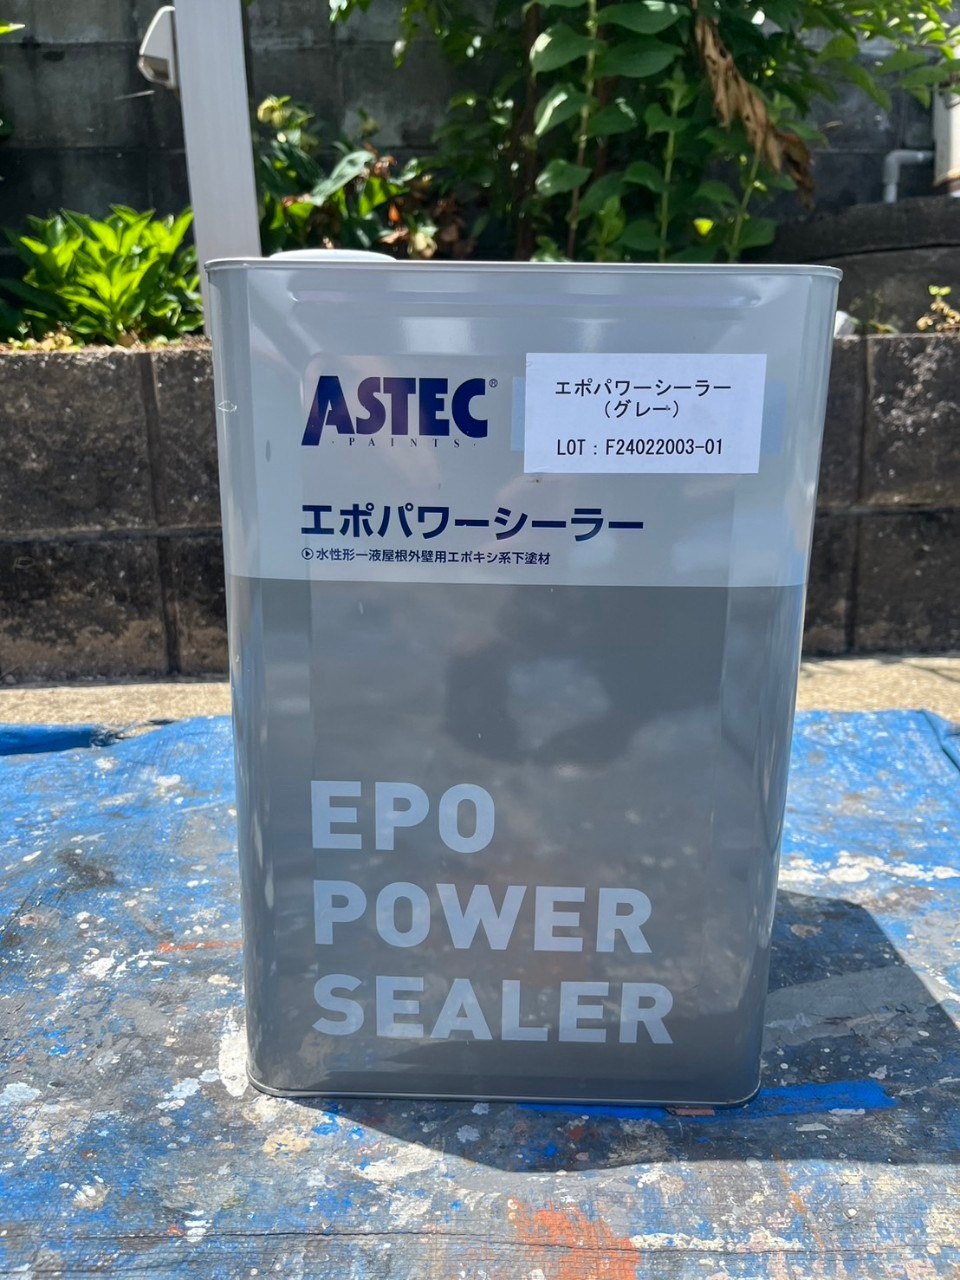 ASTEC®
PAINTS
エポパワーシーラー
（グレー）
LOT：F24022003-01
エポパワーシーラー
水性形一液屋根外壁用エポキシ系下塗材
EPO
POWER
SEALER